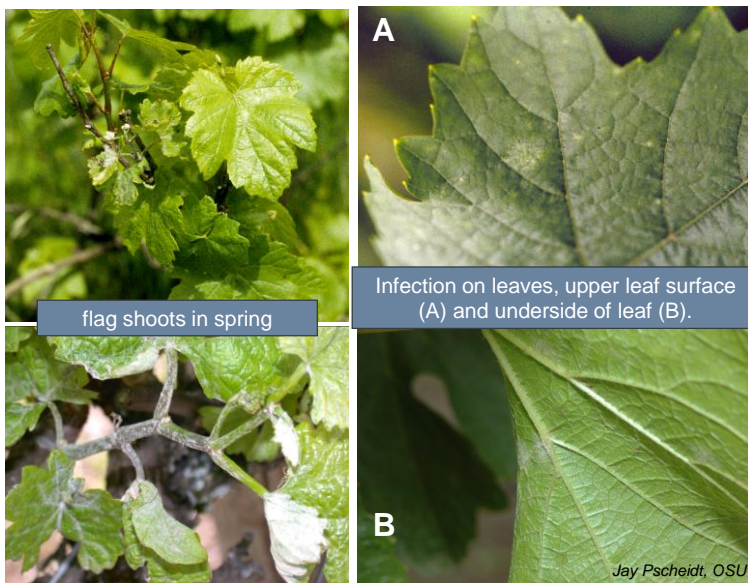 A
flag shoots in spring
Infection on leaves, upper leaf surface
(A) and underside of leaf (B).
B
Jay Pscheidt, OSU